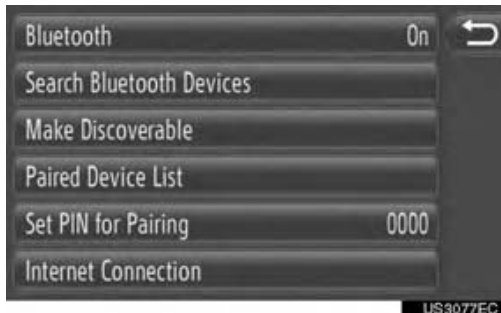 Bluetooth On
Search Bluetooth Devices
Make Discoverable
Paired Device List
Set PIN for Pairing 0000
Internet Connection
US3077EC